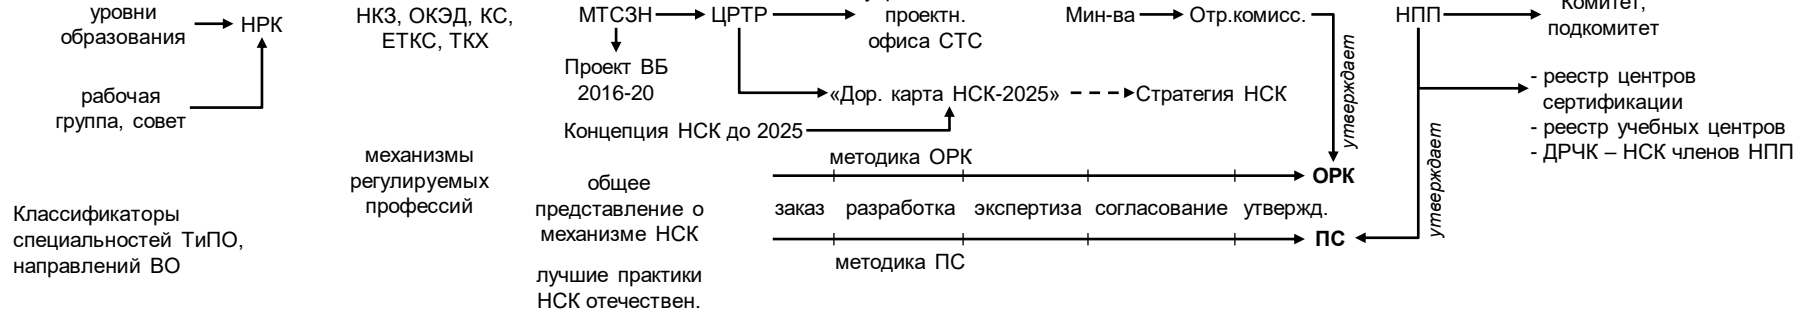 уровни
образования
НРК
рабочая
группа, совет
Классификаторы
специальностей ТиПО,
направлений ВО
НКЗ, ОКЭД, КС,
ЕТКС, ТКХ
механизмы
регулируемых
профессий
МТСЗН
ЦРТР
проектн.
офиса СТС
Проект ВБ
2016-20
«Дор. карта НСК-2025»
Стратегия НСК
Концепция НСК до 2025
общее
представление о
механизме НСК
лучшие практики
НСК отечествен.
Мин-ва
Отр.комисс.
утверждает
методика ОРК
ОРК
заказ разработка экспертиза согласование утвержд.
ПС
методика ПС
НПП
Комитет,
подкомитет
утверждает
- реестр центров
сертификации
- реестр учебных центров
- ДРЧК – НСК членов НПП